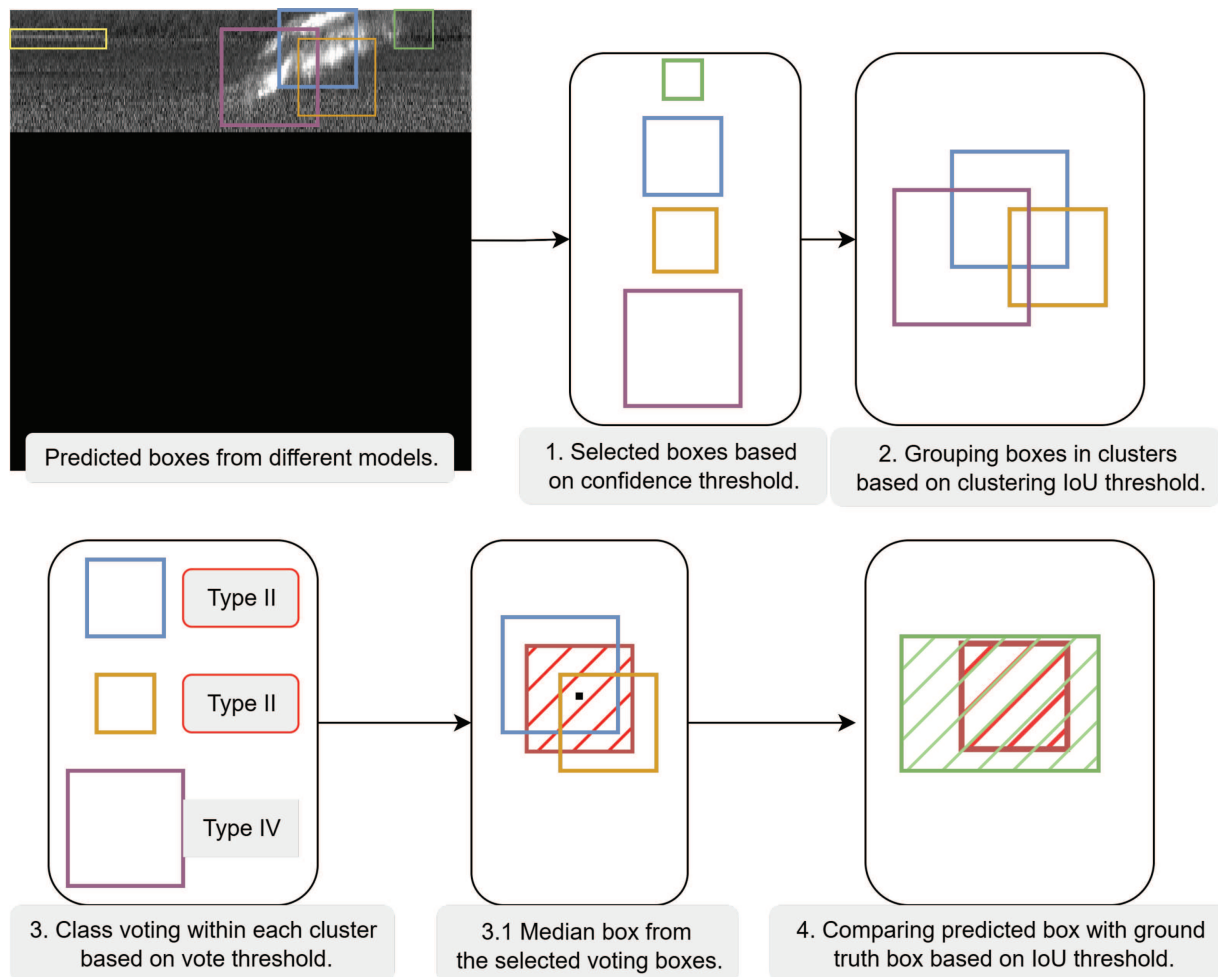 Predicted boxes from different models.
1. Selected boxes based
on confidence threshold.
2. Grouping boxes in clusters
based on clustering IoU threshold.
Type II
Type II
Type IV
3. Class voting within each cluster
based on vote threshold.
3.1 Median box from
the selected voting boxes.
4. Comparing predicted box with ground
truth box based on IoU threshold.